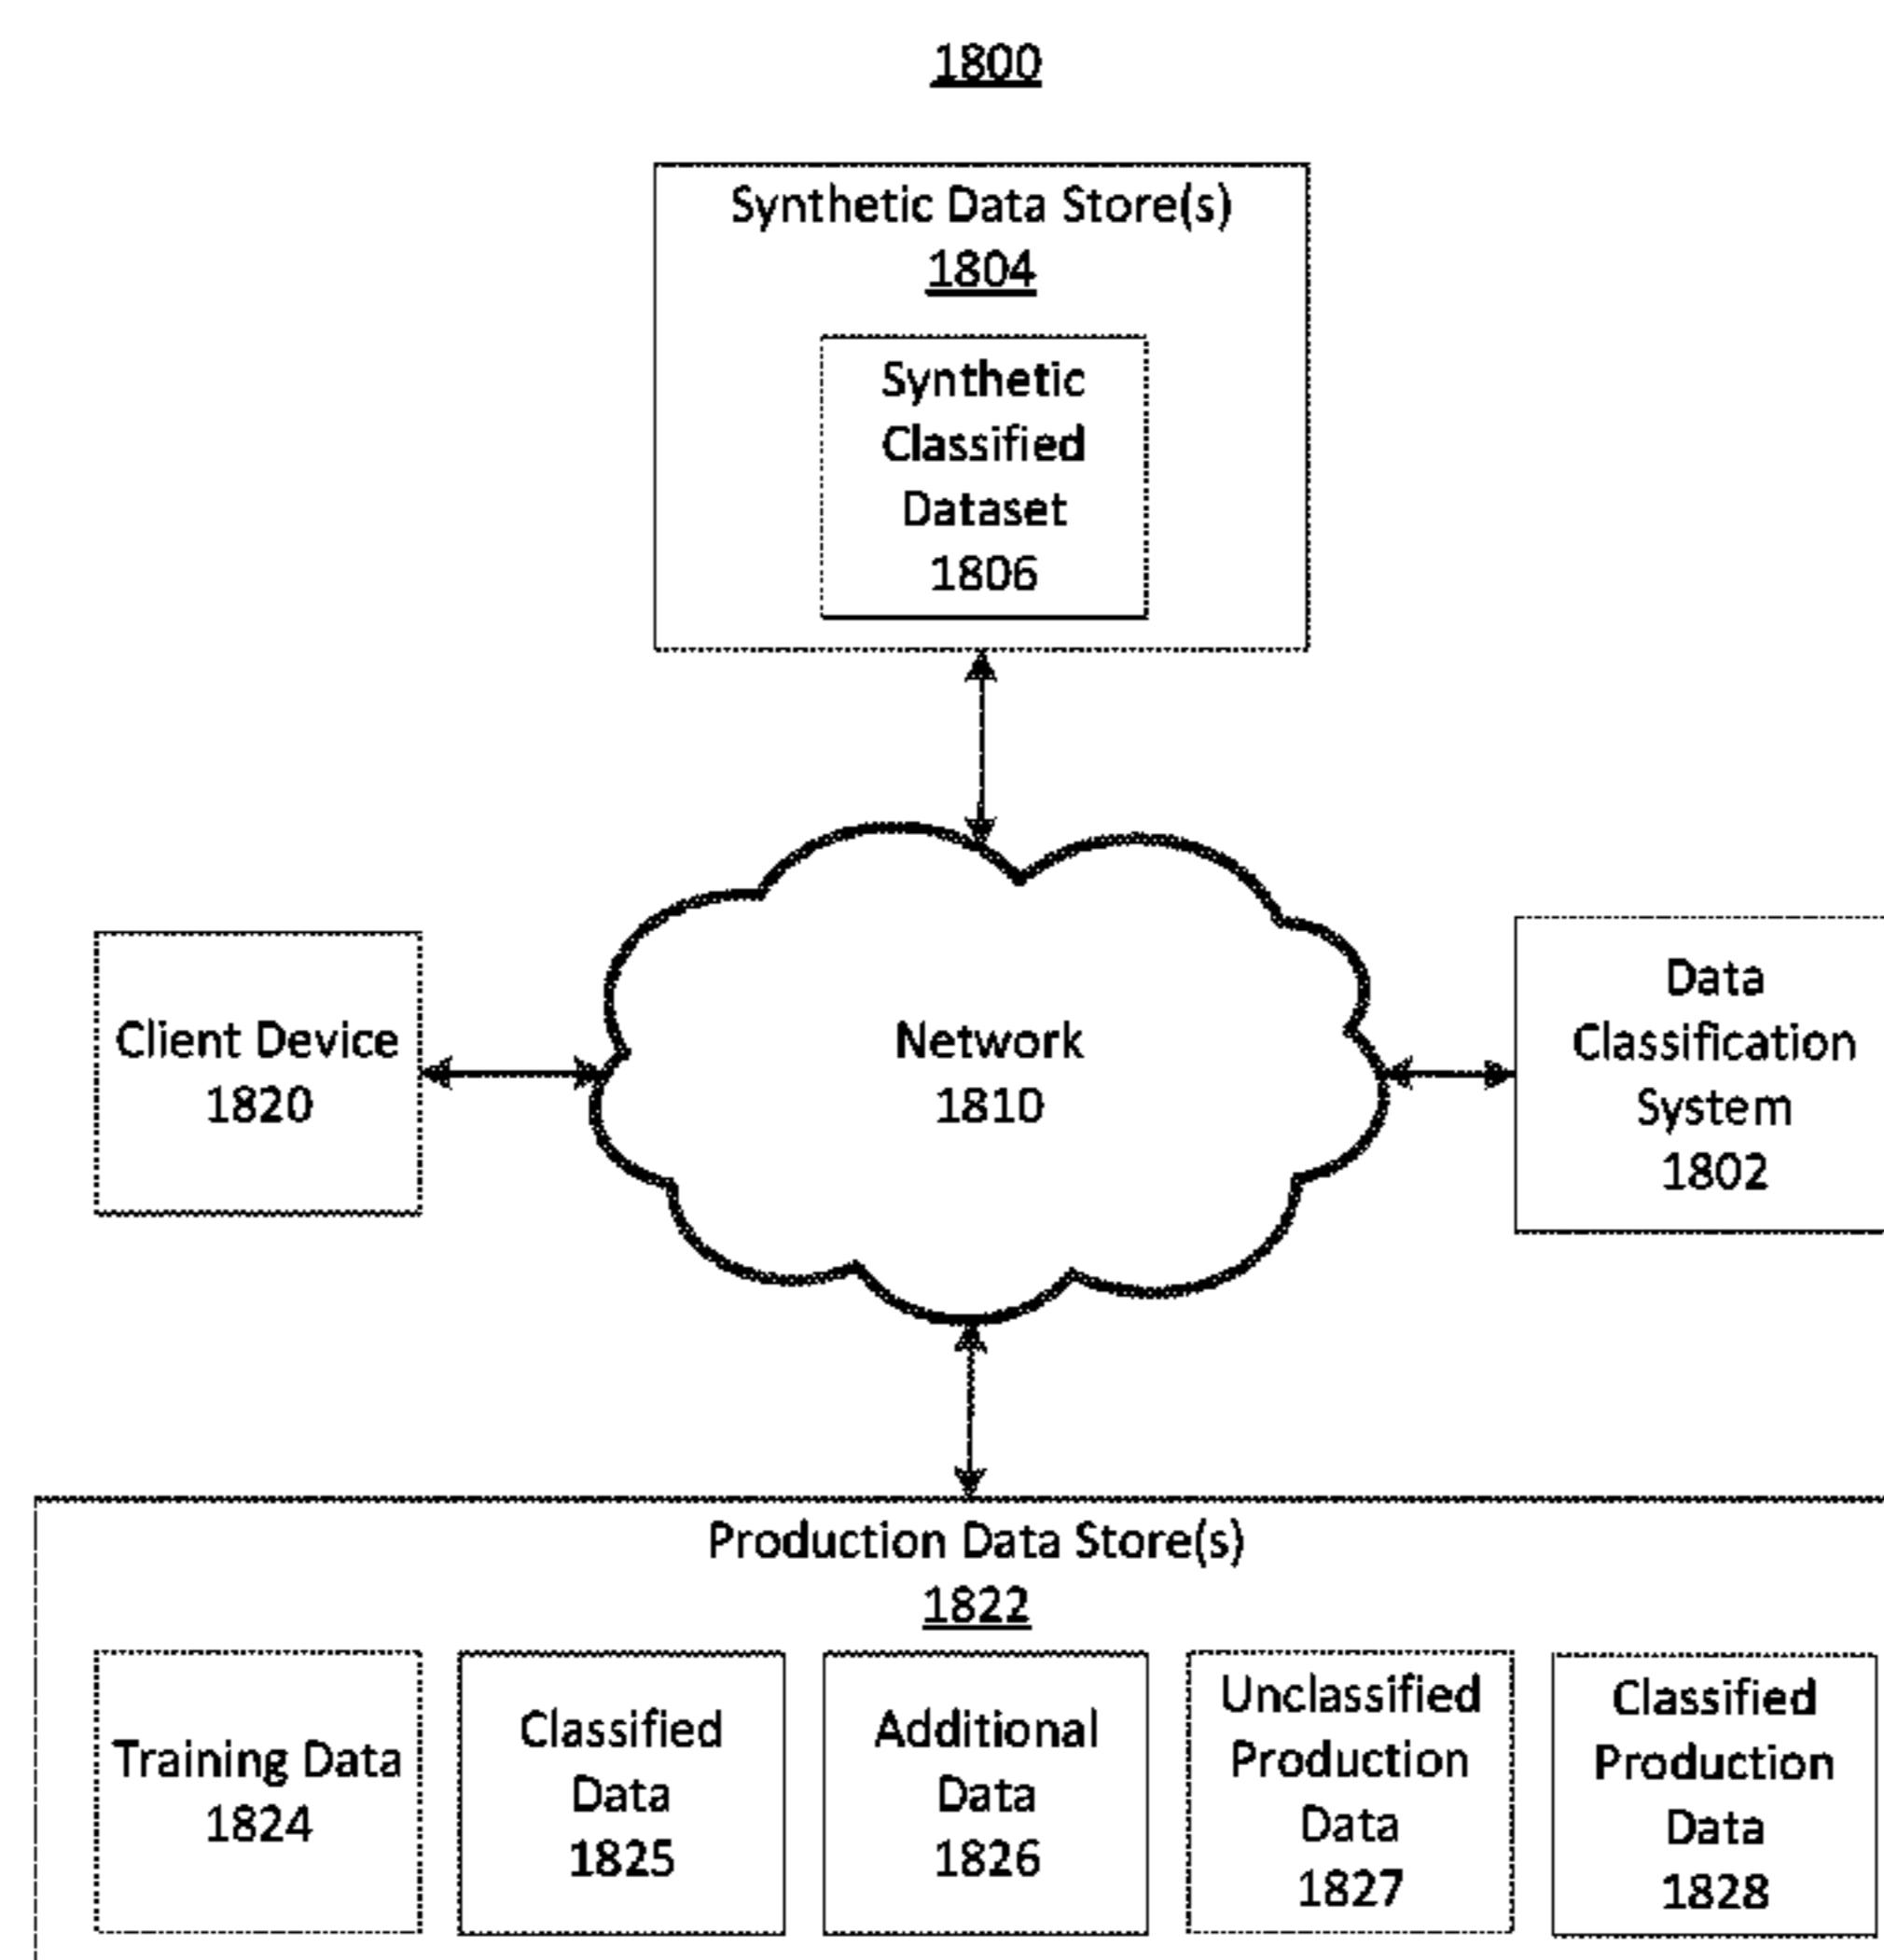 1800
Synthetic Data Store(s)
1804
Synthetic
Classified
Dataset
1806
Client Device
1820
Network
1810
Data
Classification
System
1802
Production Data Store(s)
1822
Training Data
1824
Classified
Data
1825
Additional
Data
1826
Unclassified
Production
Data
1827
Classified
Production
Data
1828